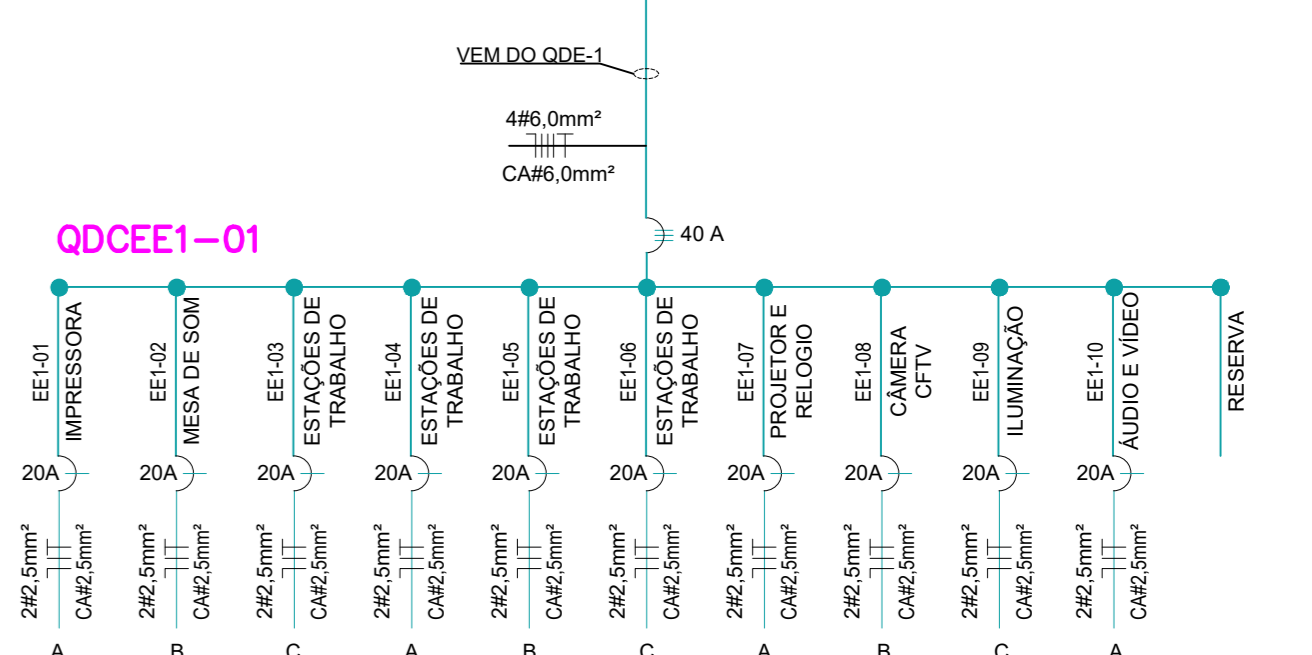 VEM DO QDE-1
4#6,0mm²
CA#6,0mm²
40 A
QDCEE1-01
EE1-01
IMPRESSORA
EE1-02
MESA DE SOM
EE1-03
ESTAÇÕES DE
TRABALHO
EE1-04
ESTAÇÕES DE
TRABALHO
EE1-05
ESTAÇÕES DE
TRABALHO
EE1-06
ESTAÇÕES DE
TRABALHO
EE1-07
PROJETOR E
RELOGIO
EE1-08
CÂMERA
CFTV
EE1-09
ILUMINAÇÃO
EE1-10
ÁUDIO E VÍDEO
RESERVA
20A
20A
20A
20A
20A
20A
20A
20A
20A
20A
2#2,5mm²
CA#2,5mm²
2#2,5mm²
CA#2,5mm²
2#2,5mm²
CA#2,5mm²
2#2,5mm²
CA#2,5mm²
2#2,5mm²
CA#2,5mm²
2#2,5mm²
CA#2,5mm²
2#2,5mm²
CA#2,5mm²
2#2,5mm²
CA#2,5mm²
2#2,5mm²
CA#2,5mm²
2#2,5mm²
CA#2,5mm²
A
B
C
A
B
C
A
B
C
A